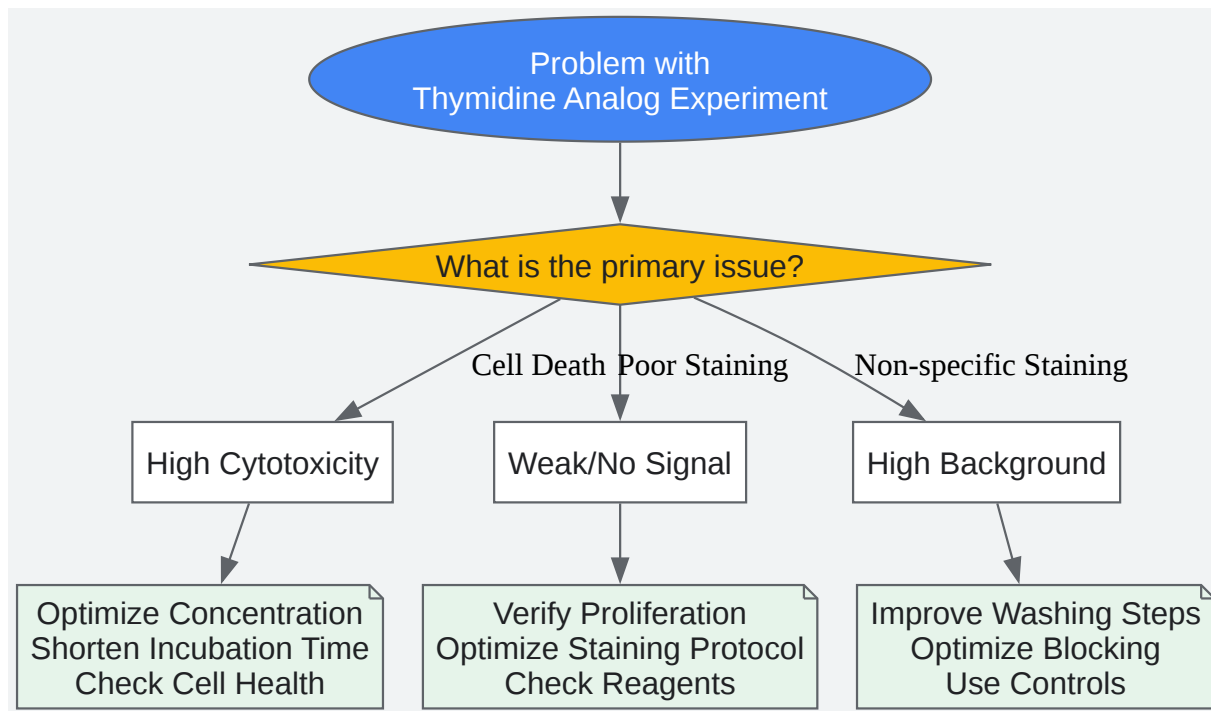 Problem with
Thymidine Analog Experiment
What is the primary issue?
Cell Death
Poor Staining
Non-specific Staining
High Cytotoxicity
Weak/No Signal
High Background
Optimize Concentration
Shorten Incubation Time
Check Cell Health
Verify Proliferation
Optimize Staining Protocol
Check Reagents
Improve Washing Steps
Optimize Blocking
Use Controls